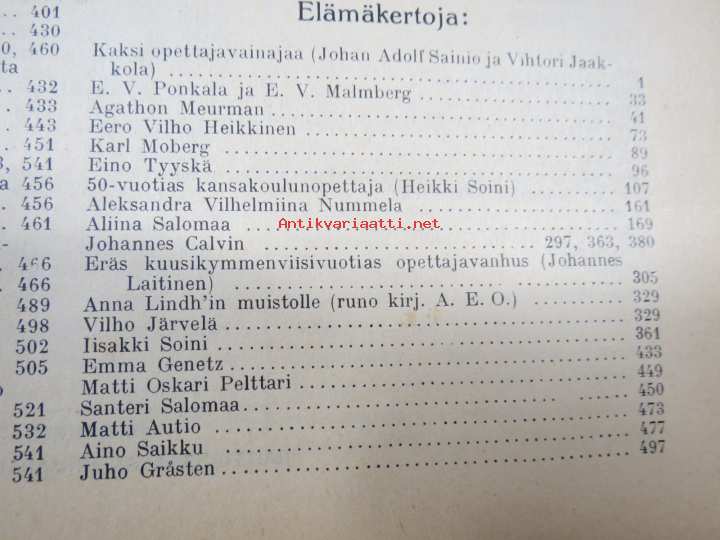 Elämäkertoja:
.. 401
.. 430
0, 460
ta
.. 432
.. 433
.. 443
.. 451
3, 541
a 456
.. 456
.. 461
-
.. 466
.. 466
489
498
502
505
o
521
532
541
541
Kaksi opettajavainajaa (Johan Adolf Sainio ja Vihtori Jaak-
kola) ........ 1
E. V. Ponkala ja E. V. Malmberg ........ 33
Agathon Meurman ........ 41
Eero Vilho Heikkinen ........ 73
Karl Moberg ........ 89
Eino Tyyskä ........ 96
50-vuotias kansakoulunopettaja (Heikki Soini) ........ 107
Aleksandra Vilhelmiina Nummela ........ 161
Aliina Salomaa ........ 169
Antikvariaatti.net
Johannes Calvin ........ 297, 363, 380
Eräs kuusikymmenviisivuotias opettajavanhus (Johannes
Laitinen) ........ 305
Anna Lindh'in muistolle (runo kirj. A. E. O.) ........ 329
Vilho Järvelä ........ 329
Iisakki Soini ........ 361
Emma Genetz ........ 433
Matti Oskari Pelttari ........ 449
Santeri Salomaa ........ 450
Matti Autio ........ 473
Aino Saikku ........ 477
Juho Gråsten ........ 497